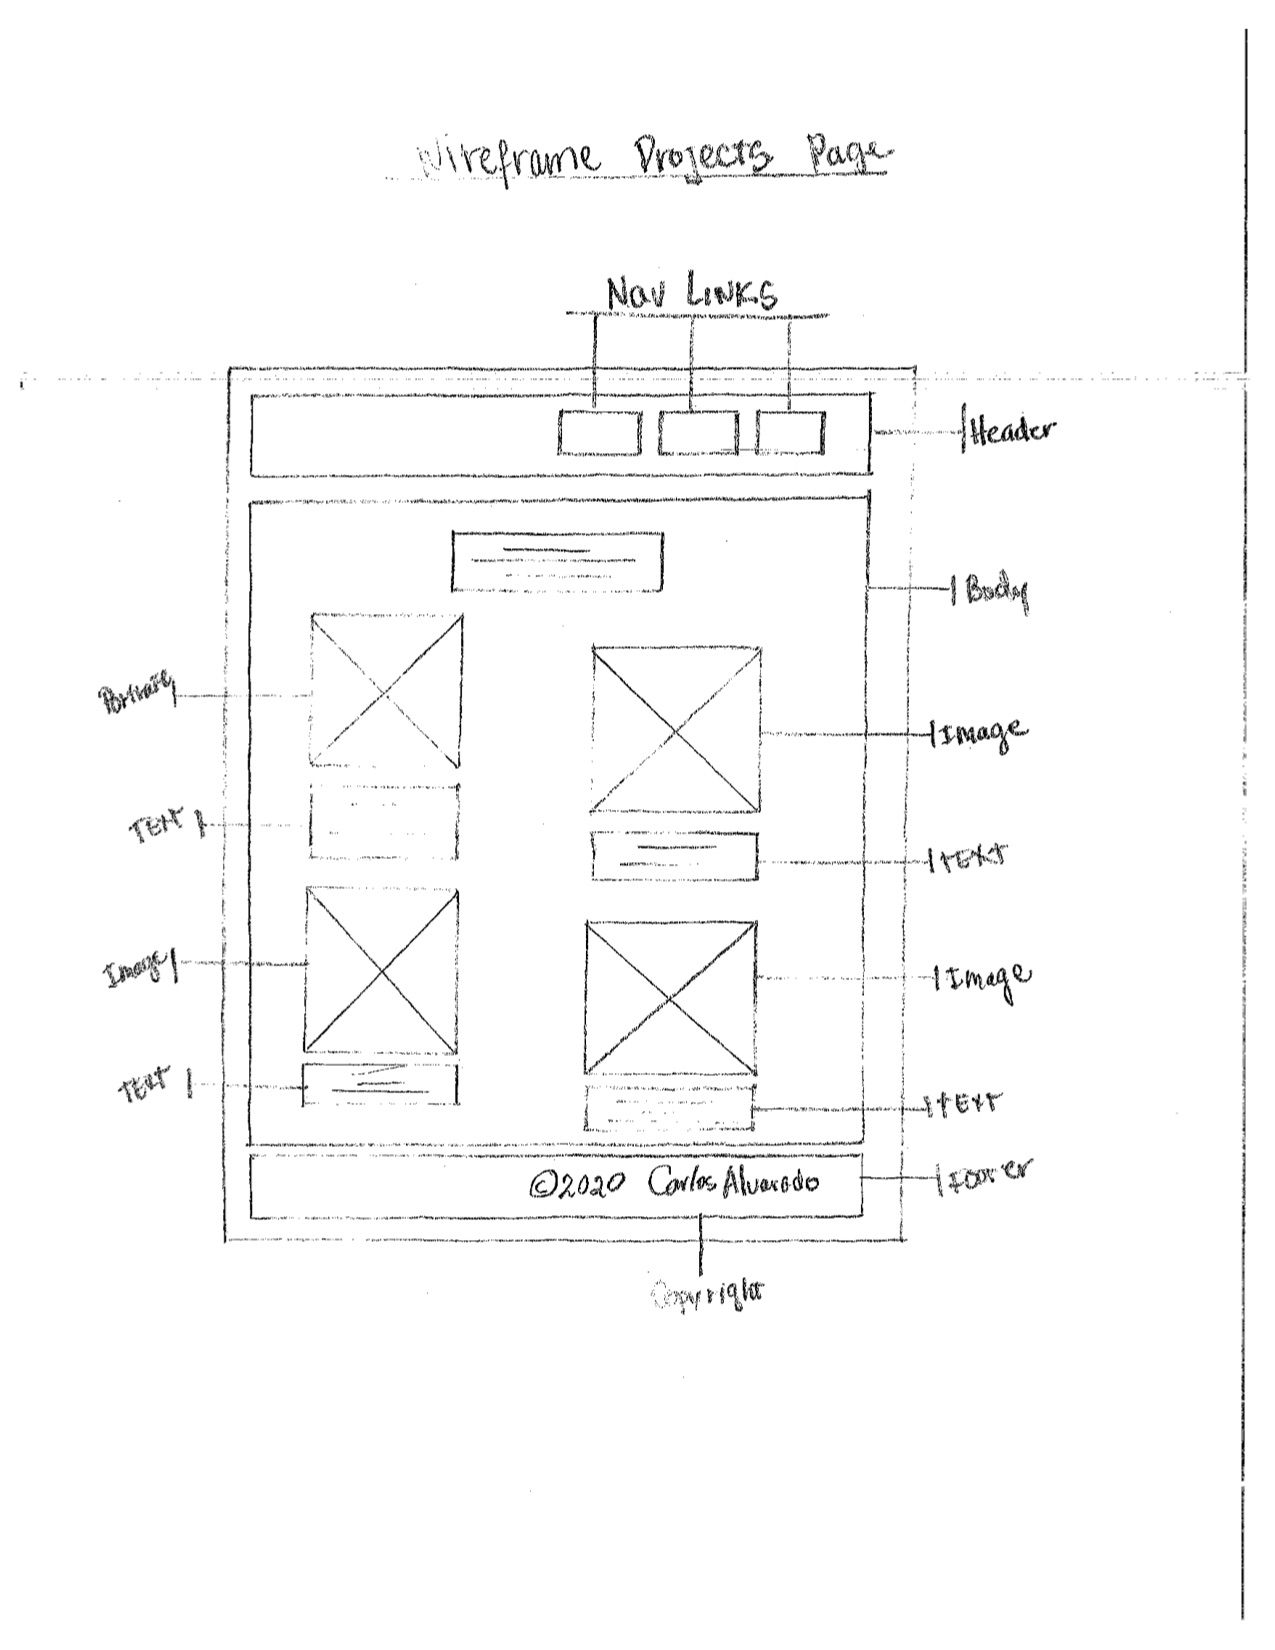 Wireframe Projects Page
Nav LINKS
Header
Body
Image
TEXT
tEXT
Image
Image
TEXT
tEXT
©2020 Carlos Alvarado
Footer
Copyright